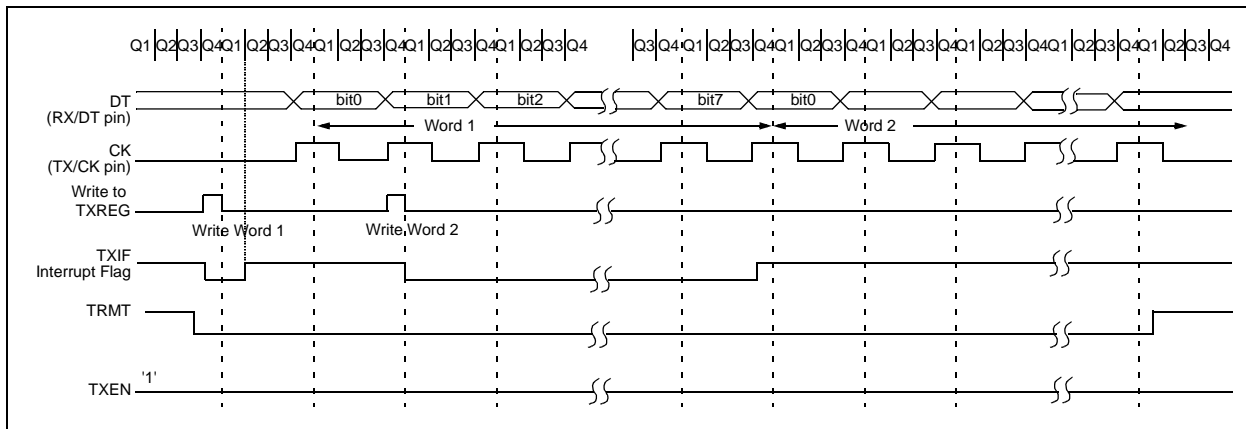 Q1 Q2 Q3 Q4 Q1 Q2 Q3 Q4 Q1 Q2 Q3 Q4 Q1 Q2 Q3 Q4 Q1 Q2 Q3 Q4 Q3 Q4 Q1 Q2 Q3 Q4 Q1 Q2 Q3 Q4 Q1 Q2 Q3 Q4 Q1 Q2 Q3 Q4 Q1 Q2 Q3 Q4 Q1 Q2 Q3 Q4
DT bit0 bit1 bit2 bit7 bit0
(RX/DT pin)
Word 1 Word 2
CK
(TX/CK pin)
Write to
TXREG
Write Word 1 Write Word 2
TXIF
Interrupt Flag
TRMT
TXEN '1'